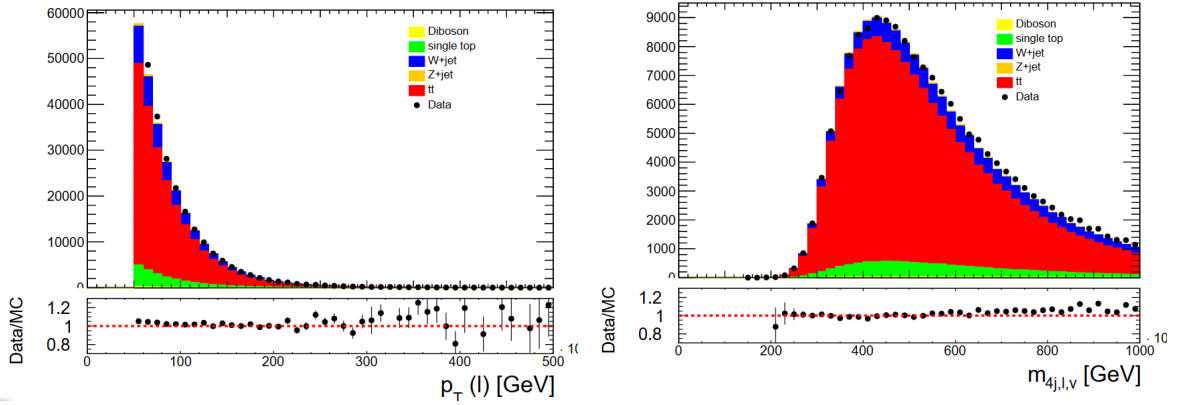 60000
50000
40000
30000
20000
10000
0
Diboson
single top
W+jet
Z+jet
tt
Data
Data/MC
1.2
1
0.8
0 100 200 300 400 500
p_T (l) [GeV]
9000
8000
7000
6000
5000
4000
3000
2000
1000
0
Diboson
single top
W+jet
Z+jet
tt
Data
Data/MC
1.2
1
0.8
0 200 400 600 800 1000
m_4j,l,v [GeV]